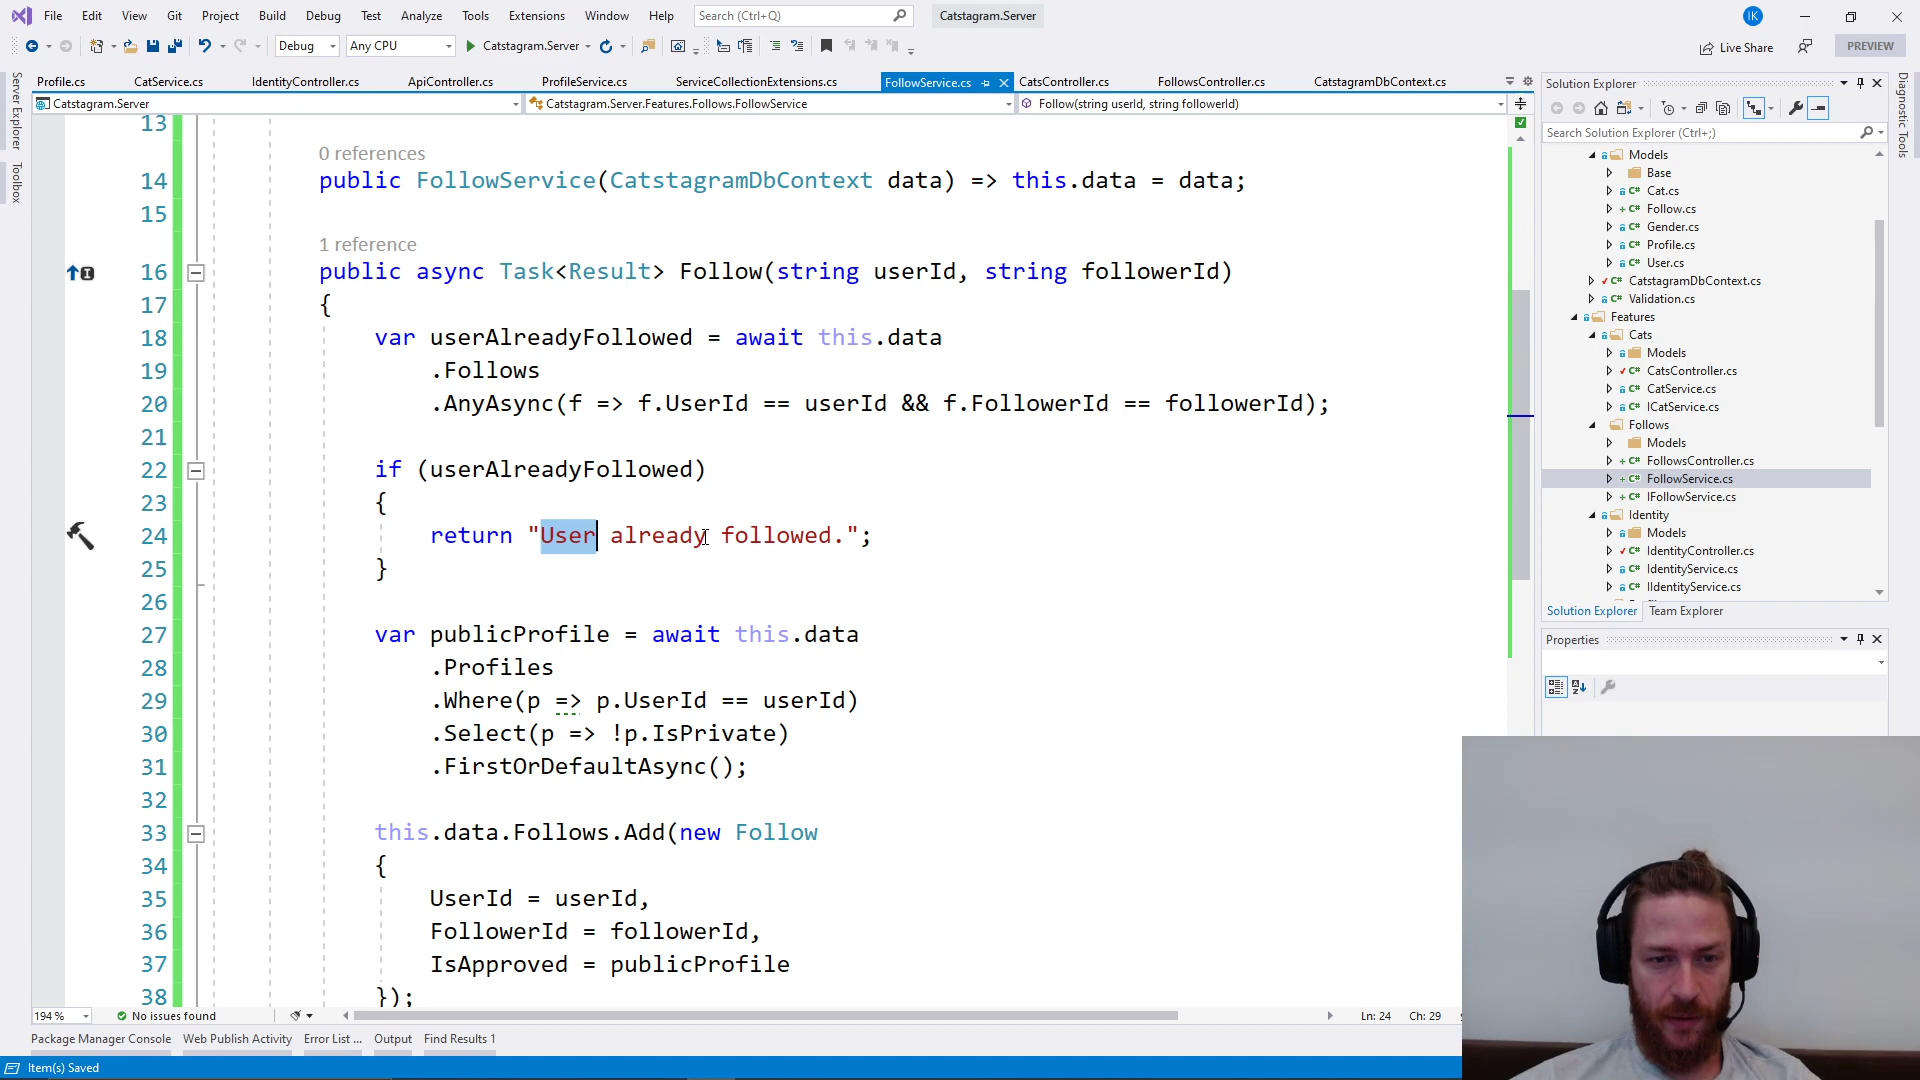 File Edit View Git Project Build Debug Test Analyze Tools Extensions Window Help Search (Ctrl+Q) Catstagram.Server IK
Debug Any CPU Catstagram.Server Live Share PREVIEW
Profile.cs CatService.cs IdentityController.cs ApiController.cs ProfileService.cs ServiceCollectionExtensions.cs FollowService.cs CatsController.cs FollowsController.cs CatstagramDbContext.cs
Catstagram.Server Catstagram.Server.Features.Follows.FollowService Follow(string userId, string followerId)
Server Explorer
Toolbox
13
0 references
14 public FollowService(CatstagramDbContext data) => this.data = data;
15
1 reference
16 public async Task<Result> Follow(string userId, string followerId)
17 {
18 var userAlreadyFollowed = await this.data
19 .Follows
20 .AnyAsync(f => f.UserId == userId && f.FollowerId == followerId);
21
22 if (userAlreadyFollowed)
23 {
24 return "User already followed.";
25 }
26
27 var publicProfile = await this.data
28 .Profiles
29 .Where(p => p.UserId == userId)
30 .Select(p => !p.IsPrivate)
31 .FirstOrDefaultAsync();
32
33 this.data.Follows.Add(new Follow
34 {
35 UserId = userId,
36 FollowerId = followerId,
37 IsApproved = publicProfile
38 });
194 % No issues found Ln: 24 Ch: 29
Package Manager Console Web Publish Activity Error List ... Output Find Results 1
Item(s) Saved
Solution Explorer
Search Solution Explorer (Ctrl+;)
Models
Base
Cat.cs
Follow.cs
Gender.cs
Profile.cs
User.cs
CatstagramDbContext.cs
Validation.cs
Features
Cats
Models
CatsController.cs
CatService.cs
ICatService.cs
Follows
Models
FollowsController.cs
FollowService.cs
IFollowService.cs
Identity
Models
IdentityController.cs
IdentityService.cs
IIdentityService.cs
Solution Explorer Team Explorer
Properties
Diagnostic Tools